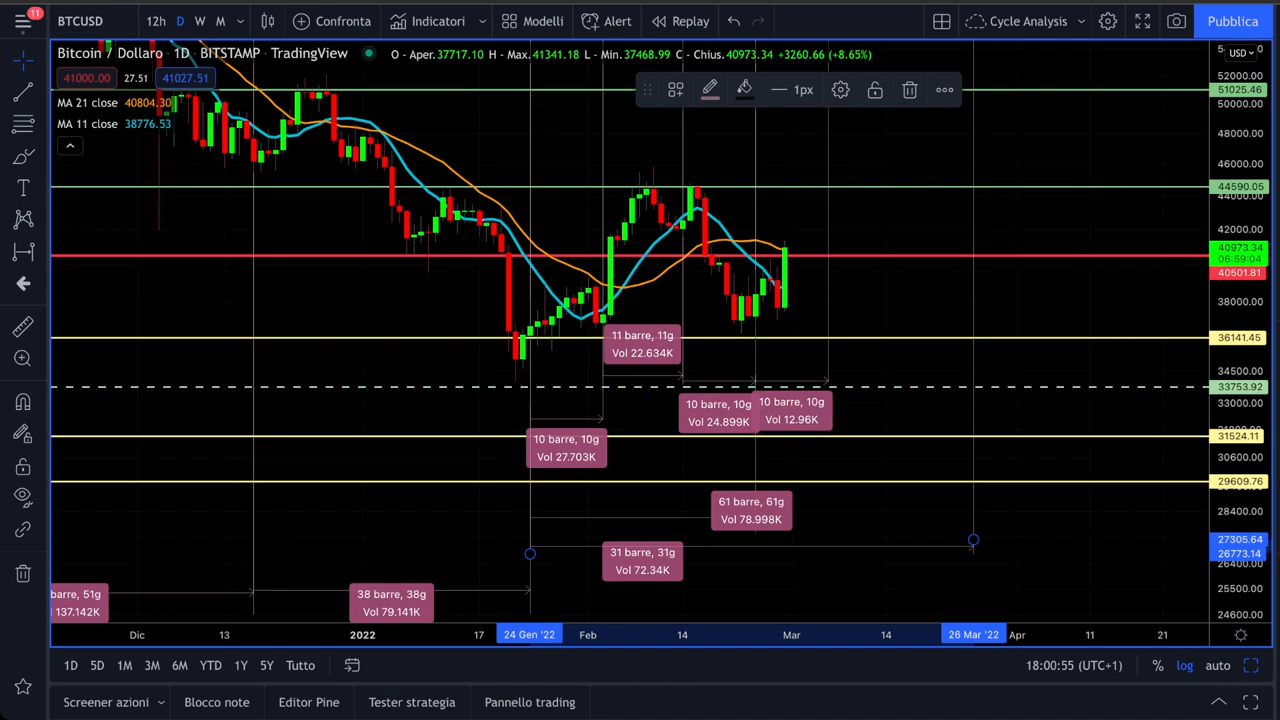 11
BTCUSD
12h D W M
Confronta
Indicatori
Modelli
Alert
Replay
Cycle Analysis
Pubblica
Bitcoin / Dollaro · 1D · BITSTAMP · TradingView
O - Aper.37717.10 H - Max.41341.18 L - Min.37468.99 C - Chius.40973.34 +3260.66 (+8.65%)
USD
41000.00 27.51 41027.51
MA 21 close 40804.30
MA 11 close 38776.53
1px
52000.00
51025.46
50000.00
48000.00
46000.00
44590.05
44000.00
42000.00
40973.34
06:59:04
40501.81
38000.00
36141.45
34500.00
33753.92
33000.00
31524.11
30600.00
29609.76
28400.00
27305.64
26773.14
26400.00
25500.00
24600.00
11 barre, 11g
Vol 22.634K
10 barre, 10g
Vol 24.899K
10 barre, 10g
Vol 12.96K
10 barre, 10g
Vol 27.703K
61 barre, 61g
Vol 78.998K
31 barre, 31g
Vol 72.34K
barre, 51g
137.142K
38 barre, 38g
Vol 79.141K
Dic 13 2022 17 24 Gen '22 Feb 14 Mar 14 26 Mar '22 Apr 11 21
1D 5D 1M 3M 6M YTD 1Y 5Y Tutto
18:00:55 (UTC+1) % log auto
Screener azioni Blocco note Editor Pine Tester strategia Pannello trading